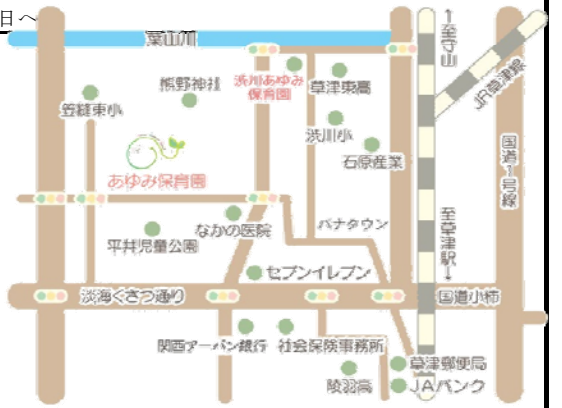 日へ
葉山川
↑至守山
JR草津線
熊野神社
渋川あゆみ
保育園
草津東高
笠縫東小
渋川小
石原産業
国道1号線
あゆみ保育園
なかの医院
パナタウン
至草津駅↓
平井児童公園
セブンイレブン
淡海くさつ通り
国道小柿
関西アーバン銀行
社会保険事務所
草津郵便局
綾羽高
JAバンク